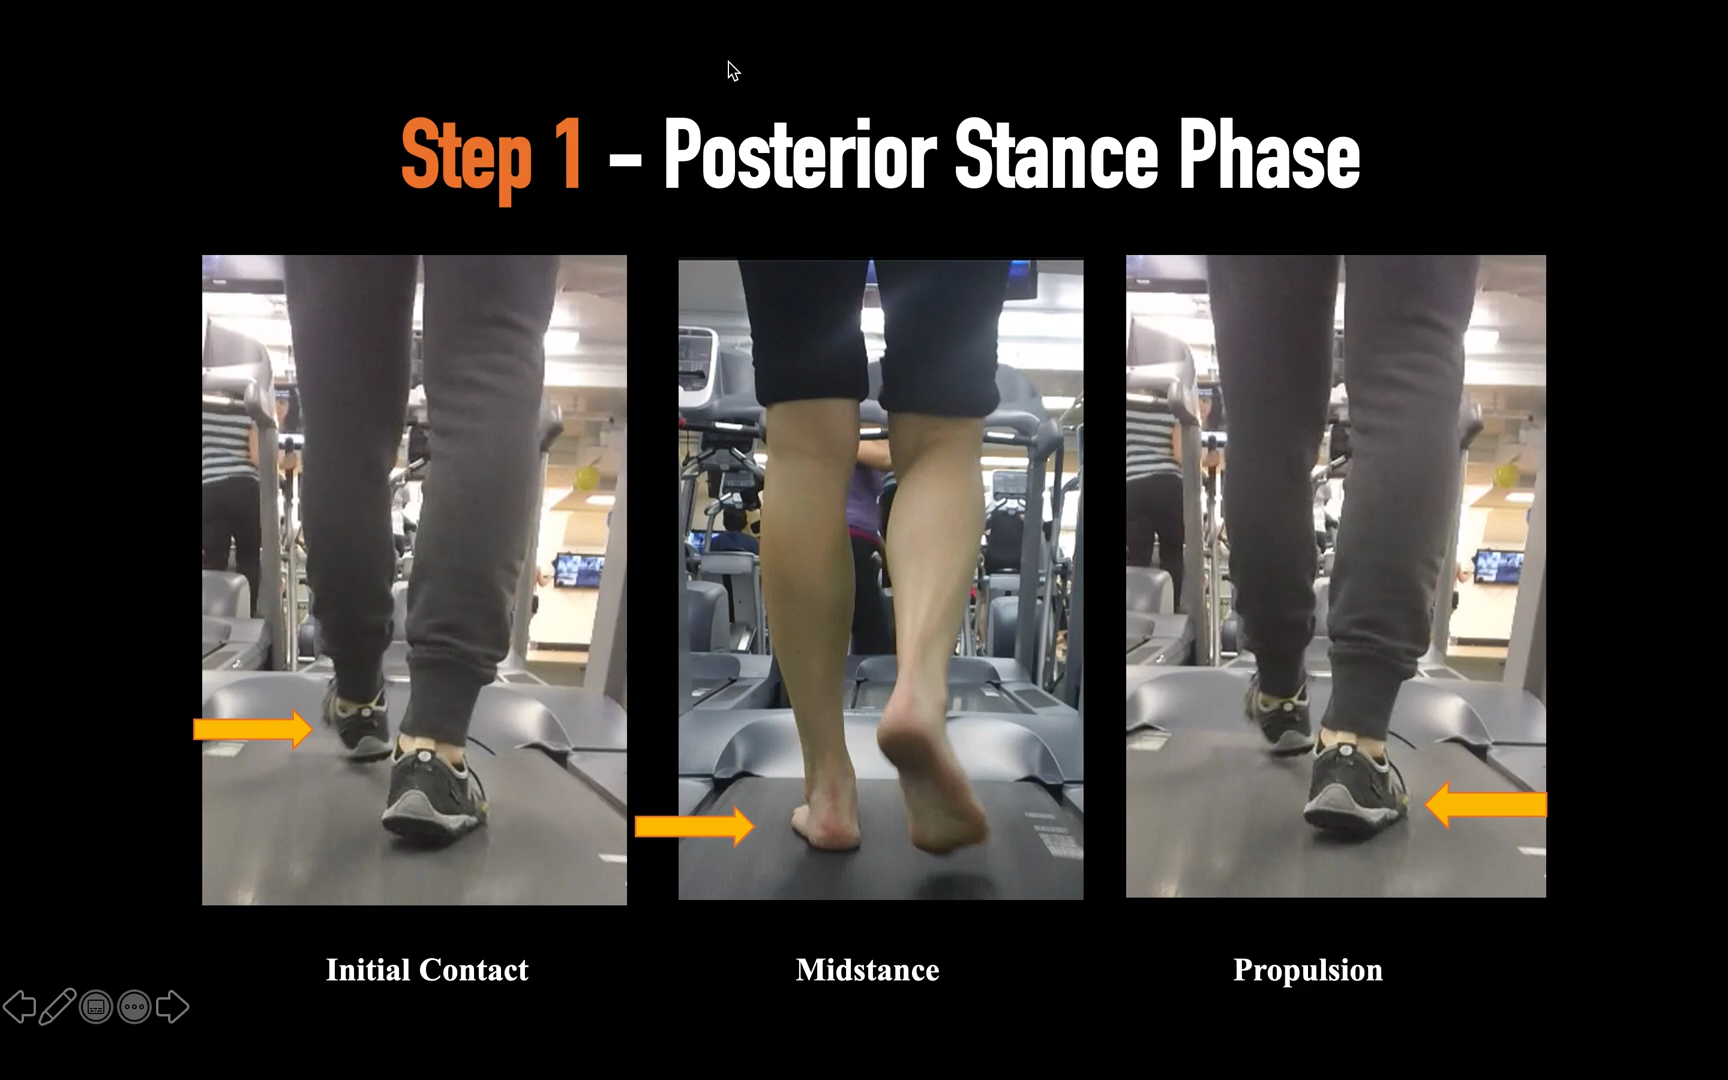 Step 1 – Posterior Stance Phase
Initial Contact
Midstance
Propulsion